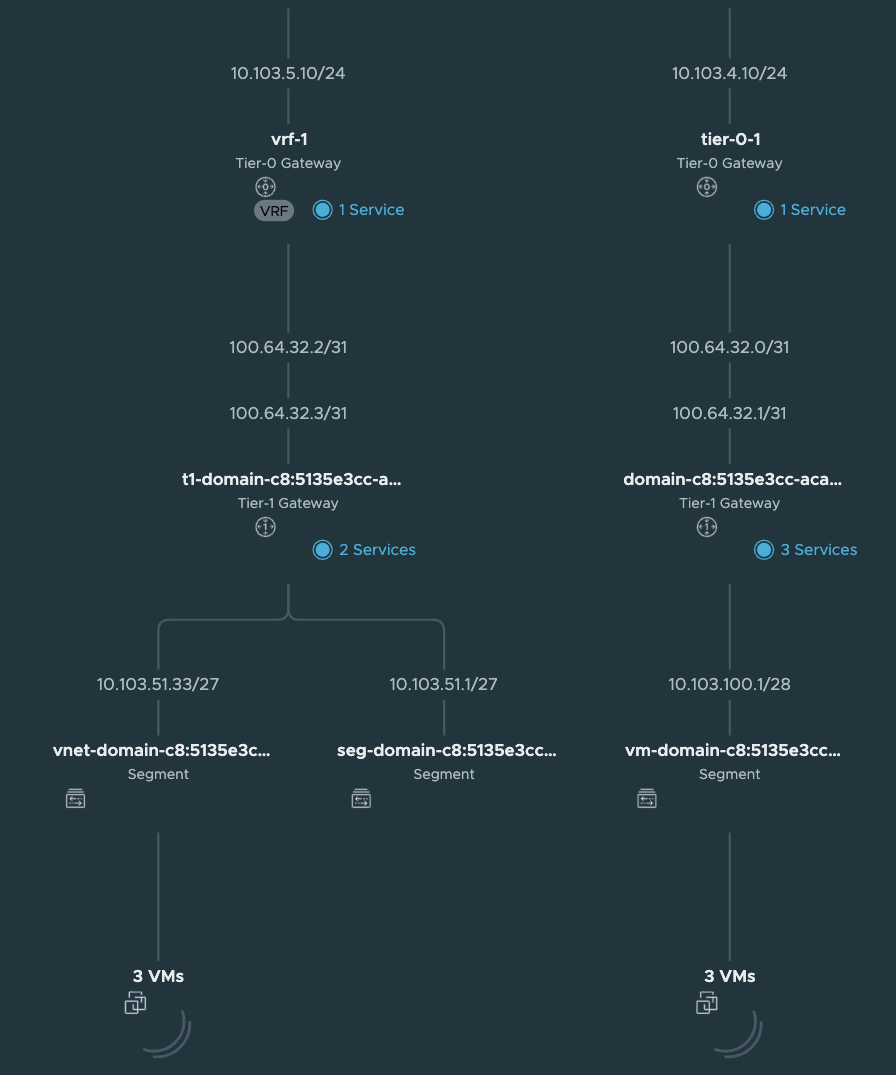 10.103.5.10/24
10.103.4.10/24
vrf-1
tier-0-1
Tier-0 Gateway
Tier-0 Gateway
VRF
1 Service
1 Service
100.64.32.2/31
100.64.32.0/31
100.64.32.3/31
100.64.32.1/31
t1-domain-c8:5135e3cc-a...
domain-c8:5135e3cc-aca...
Tier-1 Gateway
Tier-1 Gateway
2 Services
3 Services
10.103.51.33/27
10.103.51.1/27
10.103.100.1/28
vnet-domain-c8:5135e3c...
seg-domain-c8:5135e3cc...
vm-domain-c8:5135e3cc...
Segment
Segment
Segment
3 VMs
3 VMs